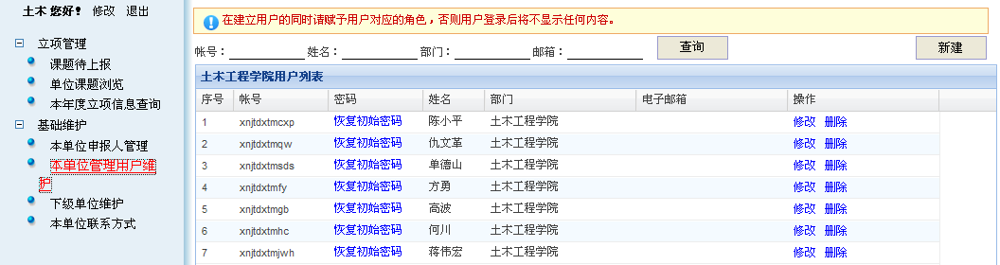 土木 您好! 修改 退出
立项管理
课题待上报
单位课题浏览
本年度立项信息查询
基础维护
本单位申报人管理
本单位管理用户维
护
下级单位维护
本单位联系方式
在建立用户的同时请赋予用户对应的角色，否则用户登录后将不显示任何内容。
帐号： 姓名： 部门： 邮箱： 查询 新建
土木工程学院用户列表
序号 帐号 密码 姓名 部门 电子邮箱 操作
1 xnjtdxtmcxp 恢复初始密码 陈小平 土木工程学院 修改 删除
2 xnjtdxtmqw 恢复初始密码 仇文革 土木工程学院 修改 删除
3 xnjtdxtmsds 恢复初始密码 单德山 土木工程学院 修改 删除
4 xnjtdxtmfy 恢复初始密码 方勇 土木工程学院 修改 删除
5 xnjtdxtmgb 恢复初始密码 高波 土木工程学院 修改 删除
6 xnjtdxtmhc 恢复初始密码 何川 土木工程学院 修改 删除
7 xnjtdxtmjwh 恢复初始密码 蒋伟宏 土木工程学院 修改 删除